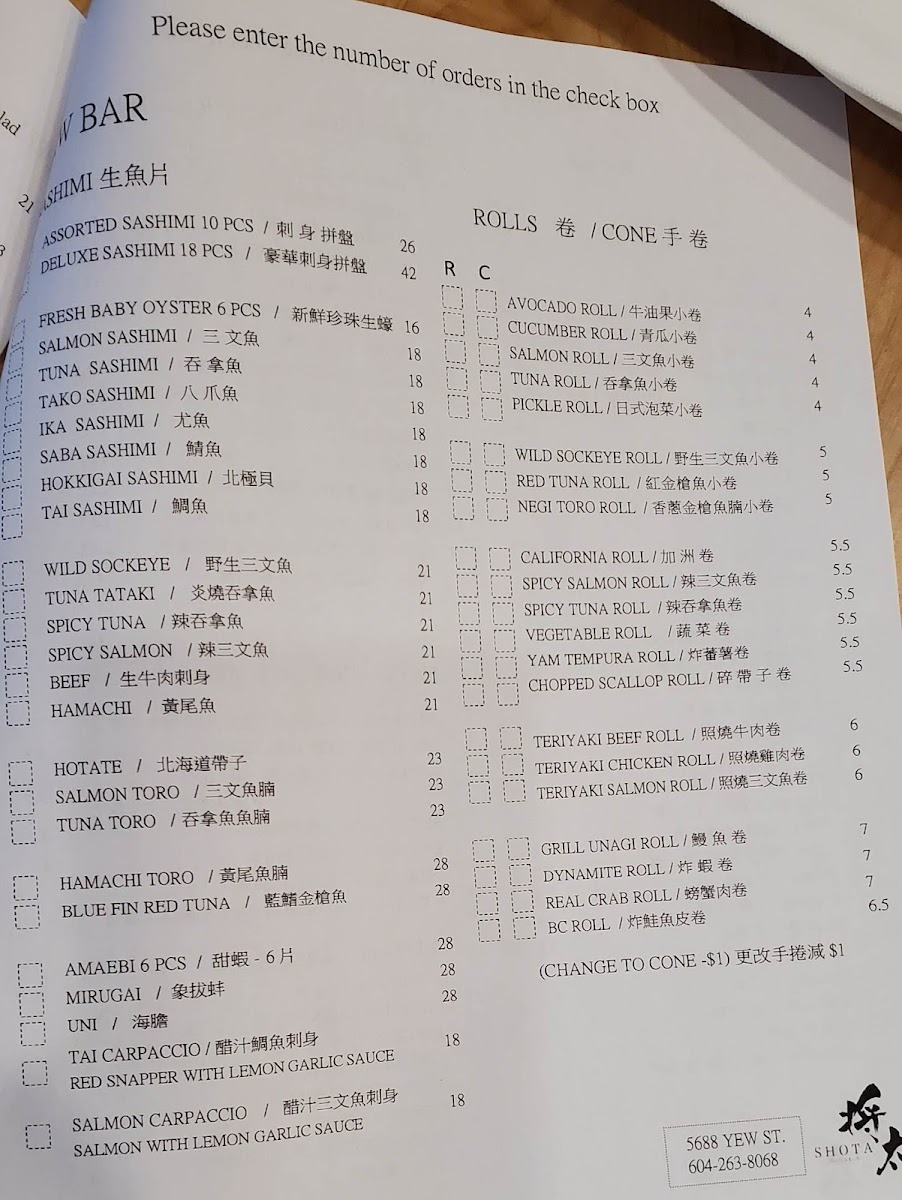 Please enter the number of orders in the check box
lad
21
BAR
SASHIMI 生魚片
ASSORTED SASHIMI 10 PCS / 刺身拼盤 26
DELUXE SASHIMI 18 PCS / 豪華刺身拼盤 42
FRESH BABY OYSTER 6 PCS / 新鮮珍珠生蠔 16
SALMON SASHIMI / 三文魚 18
TUNA SASHIMI / 吞拿魚 18
TAKO SASHIMI / 八爪魚 18
IKA SASHIMI / 尤魚 18
SABA SASHIMI / 鯖魚 18
HOKKIGAI SASHIMI / 北極貝 18
TAI SASHIMI / 鯛魚 18
WILD SOCKEYE / 野生三文魚 21
TUNA TATAKI / 炎燒吞拿魚 21
SPICY TUNA / 辣吞拿魚 21
SPICY SALMON / 辣三文魚 21
BEEF / 生牛肉刺身 21
HAMACHI / 黃尾魚 21
HOTATE / 北海道帶子 23
SALMON TORO / 三文魚腩 23
TUNA TORO / 吞拿魚魚腩 23
HAMACHI TORO / 黃尾魚腩 28
BLUE FIN RED TUNA / 藍鰭金槍魚 28
AMAEBI 6 PCS / 甜蝦 - 6 片 28
MIRUGAI / 象拔蚌 28
UNI / 海膽 28
TAI CARPACCIO / 醋汁鯛魚刺身 18
RED SNAPPER WITH LEMON GARLIC SAUCE
SALMON CARPACCIO / 醋汁三文魚刺身 18
SALMON WITH LEMON GARLIC SAUCE
ROLLS 卷 / CONE 手卷
R C
AVOCADO ROLL / 牛油果小卷 4
CUCUMBER ROLL / 青瓜小卷 4
SALMON ROLL / 三文魚小卷 4
TUNA ROLL / 吞拿魚小卷 4
PICKLE ROLL / 日式泡菜小卷 4
WILD SOCKEYE ROLL / 野生三文魚小卷 5
RED TUNA ROLL / 紅金槍魚小卷 5
NEGI TORO ROLL / 香蔥金槍魚腩小卷 5
CALIFORNIA ROLL / 加洲卷 5.5
SPICY SALMON ROLL / 辣三文魚卷 5.5
SPICY TUNA ROLL / 辣吞拿魚卷 5.5
VEGETABLE ROLL / 蔬菜卷 5.5
YAM TEMPURA ROLL / 炸蕃薯卷 5.5
CHOPPED SCALLOP ROLL / 碎帶子卷 5.5
TERIYAKI BEEF ROLL / 照燒牛肉卷 6
TERIYAKI CHICKEN ROLL / 照燒雞肉卷 6
TERIYAKI SALMON ROLL / 照燒三文魚卷 6
GRILL UNAGI ROLL / 鰻魚卷 7
DYNAMITE ROLL / 炸蝦卷 7
REAL CRAB ROLL / 螃蟹肉卷 7
BC ROLL / 炸鮭魚皮卷 6.5
(CHANGE TO CONE -$1) 更改手捲減 $1
5688 YEW ST.
604-263-8068
SHOTA
将太